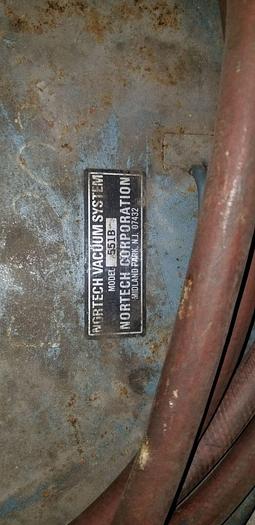 NORTECH VACUUM SYSTEM
MODEL 551B
NORTECH CORPORATION
MIDLAND PARK, N.J. 07432